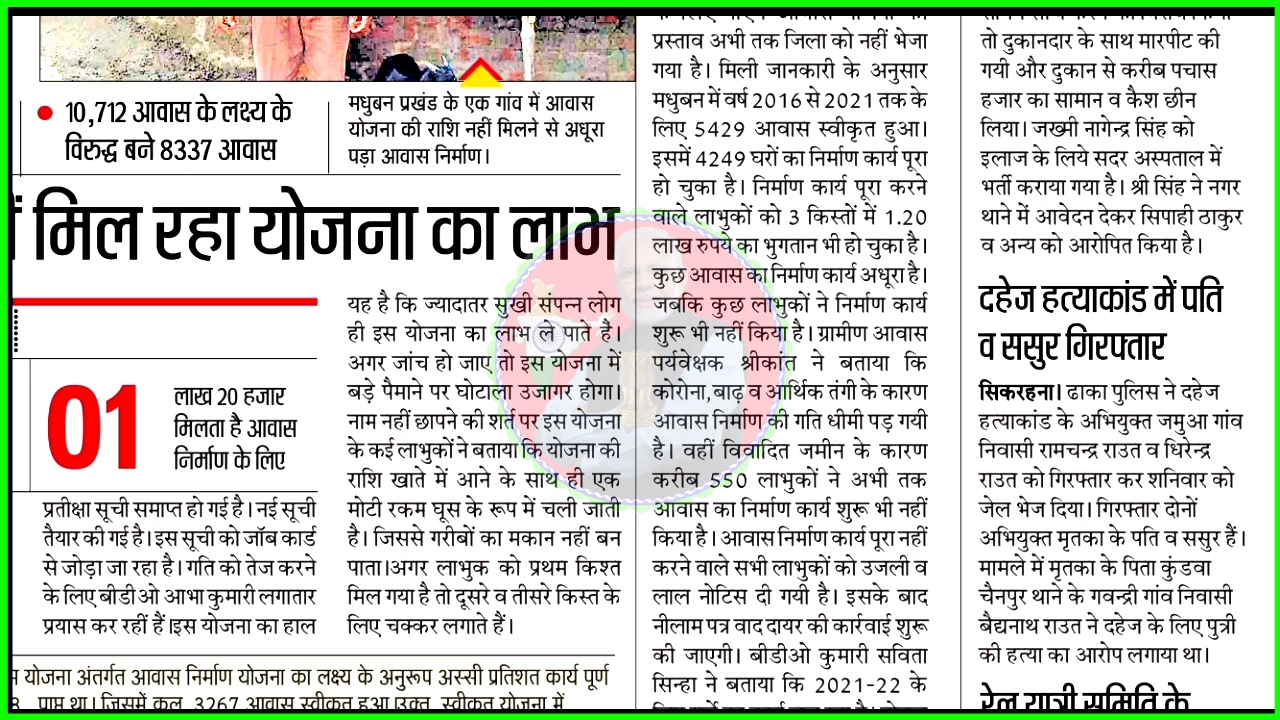 10,712 आवास के लक्ष्य के
विरुद्ध बने 8337 आवास
मधुबन प्रखंड के एक गांव में आवास
योजना की राशि नहीं मिलने से अधूरा
पड़ा आवास निर्माण।
मिल रहा योजना का लाभ
01
लाख 20 हजार
मिलता है आवास
निर्माण के लिए
प्रतीक्षा सूची समाप्त हो गई है। नई सूची
तैयार की गई है। इस सूची को जॉब कार्ड
से जोड़ा जा रहा है। गति को तेज करने
के लिए बीडीओ आभा कुमारी लगातार
प्रयास कर रहीं हैं।इस योजना का हाल
यह है कि ज्यादातर सुखी संपन्न लोग
ही इस योजना का लाभ ले पाते है।
अगर जांच हो जाए तो इस योजना में
बड़े पैमाने पर घोटाला उजागर होगा।
नाम नहीं छापने की शर्त पर इस योजना
के कई लाभुकों ने बताया कि योजना की
राशि खाते में आने के साथ ही एक
मोटी रकम घूस के रूप में चली जाती
है। जिससे गरीबों का मकान नहीं बन
पाता।अगर लाभुक को प्रथम किश्त
मिल गया है तो दूसरे व तीसरे किस्त के
लिए चक्कर लगाते हैं।
योजना अंतर्गत आवास निर्माण योजना का लक्ष्य के अनुरूप अस्सी प्रतिशत कार्य पूर्ण
प्राप्त था। जिसमें कुल 3267 आवास स्वीकृत हुआ।उक्त स्वीकृत योजना में
प्रस्ताव अभी तक जिला को नहीं भेजा
गया है। मिली जानकारी के अनुसार
मधुबन में वर्ष 2016 से 2021 तक के
लिए 5429 आवास स्वीकृत हुआ।
इसमें 4249 घरों का निर्माण कार्य पूरा
हो चुका है। निर्माण कार्य पूरा करने
वाले लाभुकों को 3 किस्तों में 1.20
लाख रुपये का भुगतान भी हो चुका है।
कुछ आवास का निर्माण कार्य अधूरा है।
जबकि कुछ लाभुकों ने निर्माण कार्य
शुरू भी नहीं किया है। ग्रामीण आवास
पर्यवेक्षक श्रीकांत ने बताया कि
कोरोना,बाढ़ व आर्थिक तंगी के कारण
आवास निर्माण की गति धीमी पड़ गयी
है। वहीं विवादित जमीन के कारण
करीब 550 लाभुकों ने अभी तक
आवास का निर्माण कार्य शुरू भी नहीं
किया है। आवास निर्माण कार्य पूरा नहीं
करने वाले सभी लाभुकों को उजली व
लाल नोटिस दी गयी है। इसके बाद
नीलाम पत्र वाद दायर की कार्रवाई शुरू
की जाएगी। बीडीओ कुमारी सविता
सिन्हा ने बताया कि 2021-22 के
तो दुकानदार के साथ मारपीट की
गयी और दुकान से करीब पचास
हजार का सामान व कैश छीन
लिया। जख्मी नागेन्द्र सिंह को
इलाज के लिये सदर अस्पताल में
भर्ती कराया गया है। श्री सिंह ने नगर
थाने में आवेदन देकर सिपाही ठाकुर
व अन्य को आरोपित किया है।
दहेज हत्याकांड में पति
व ससुर गिरफ्तार
सिकरहना। ढाका पुलिस ने दहेज
हत्याकांड के अभियुक्त जमुआ गांव
निवासी रामचन्द्र राउत व धिरेन्द्र
राउत को गिरफ्तार कर शनिवार को
जेल भेज दिया। गिरफ्तार दोनों
अभियुक्त मृतका के पति व ससुर हैं।
मामले में मृतका के पिता कुंडवा
चैनपुर थाने के गवन्द्री गांव निवासी
बैद्यनाथ राउत ने दहेज के लिए पुत्री
की हत्या का आरोप लगाया था।
रेल यात्री समिति के